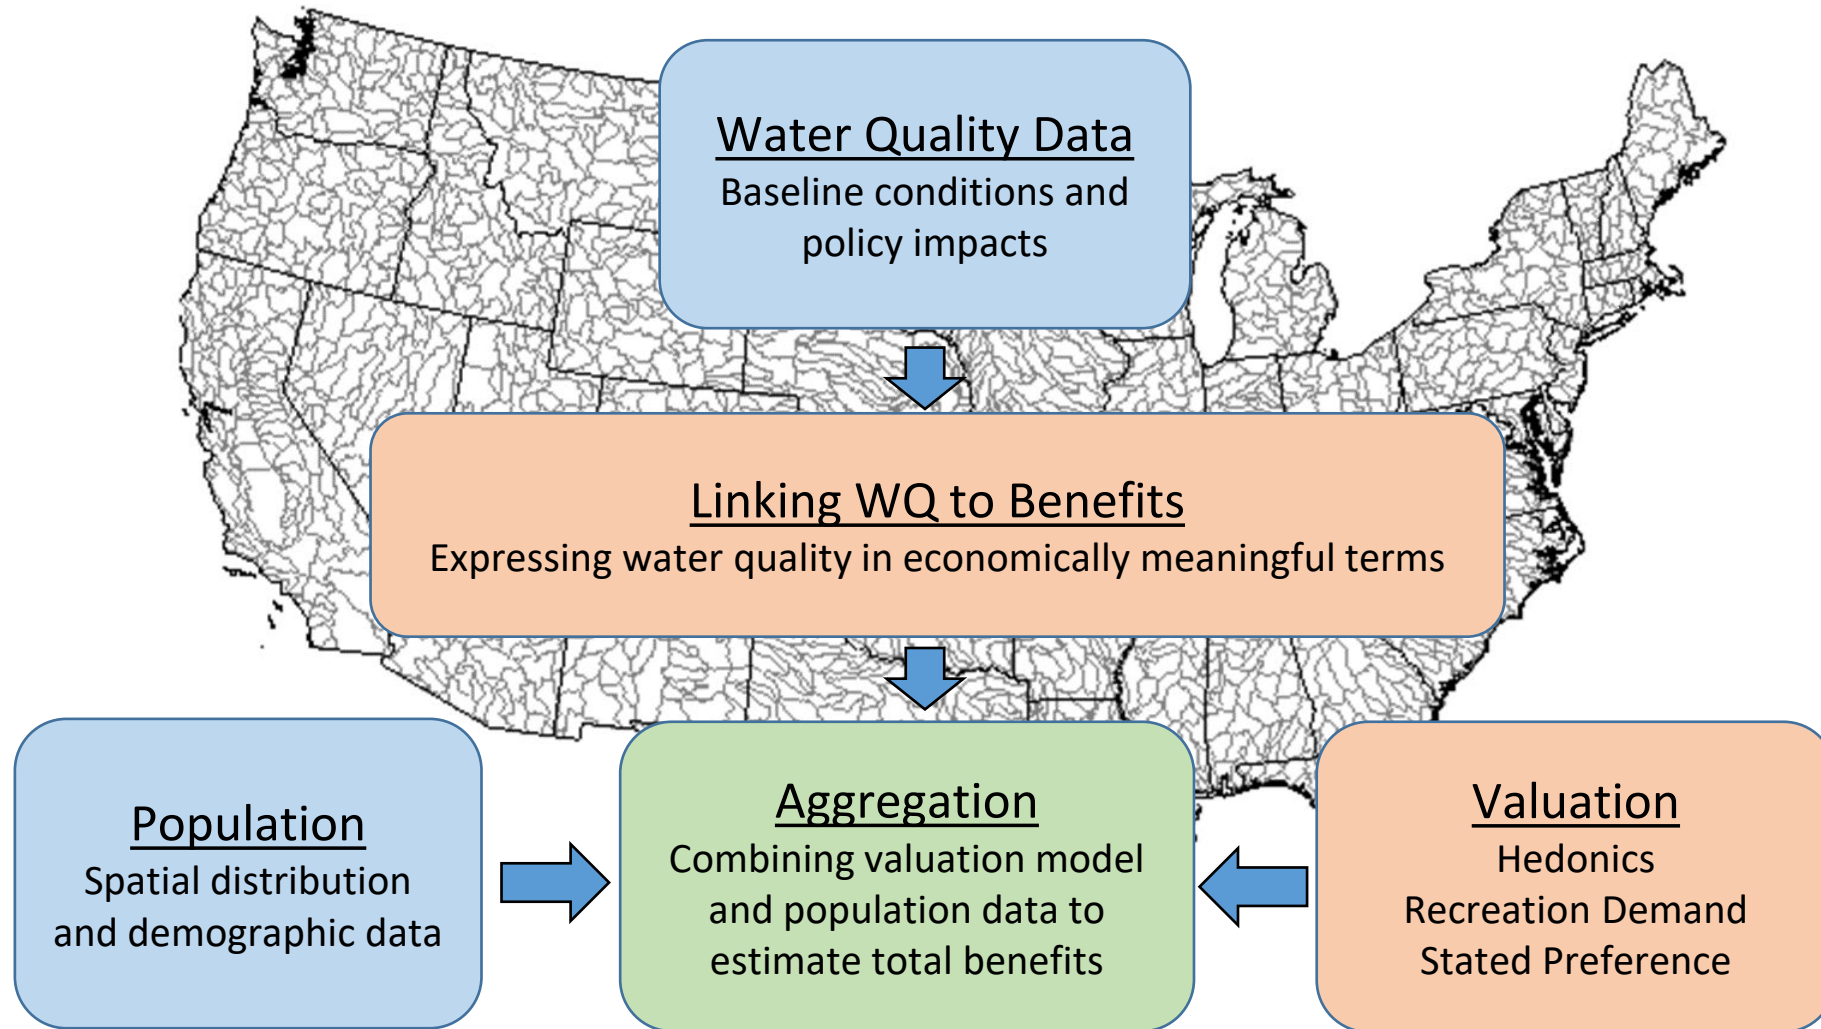 Water Quality Data
Baseline conditions and
policy impacts
Linking WQ to Benefits
Expressing water quality in economically meaningful terms
Population
Spatial distribution
and demographic data
Aggregation
Combining valuation model
and population data to
estimate total benefits
Valuation
Hedonics
Recreation Demand
Stated Preference